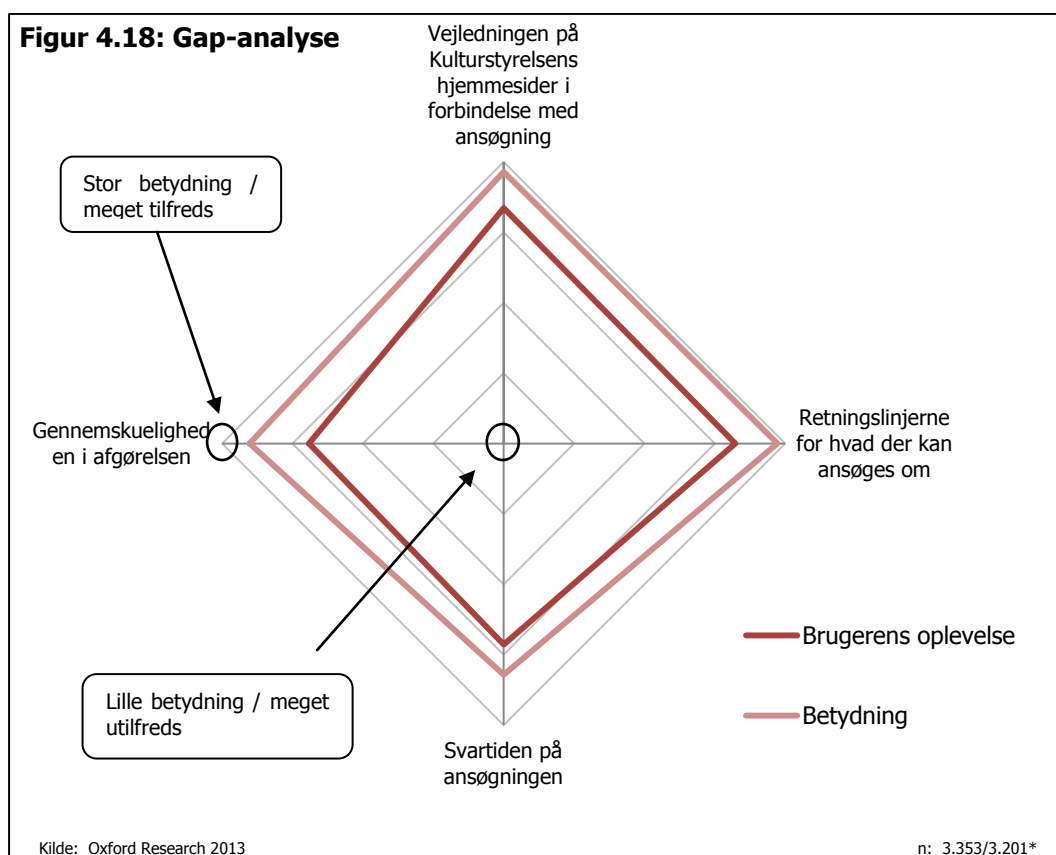 Figur 4.18: Gap-analyse
Vejledningen på
Kulturstyrelsens
hjemmesider i
forbindelse med
ansøgning
Stor betydning /
meget tilfreds
Gennemskuelighed
en i afgørelsen
Retningslinjerne
for hvad der kan
ansøges om
Brugerens oplevelse
Betydning
Lille betydning / meget
utilfreds
Svartiden på
ansøgningen
Kilde: Oxford Research 2013
n: 3.353/3.201*